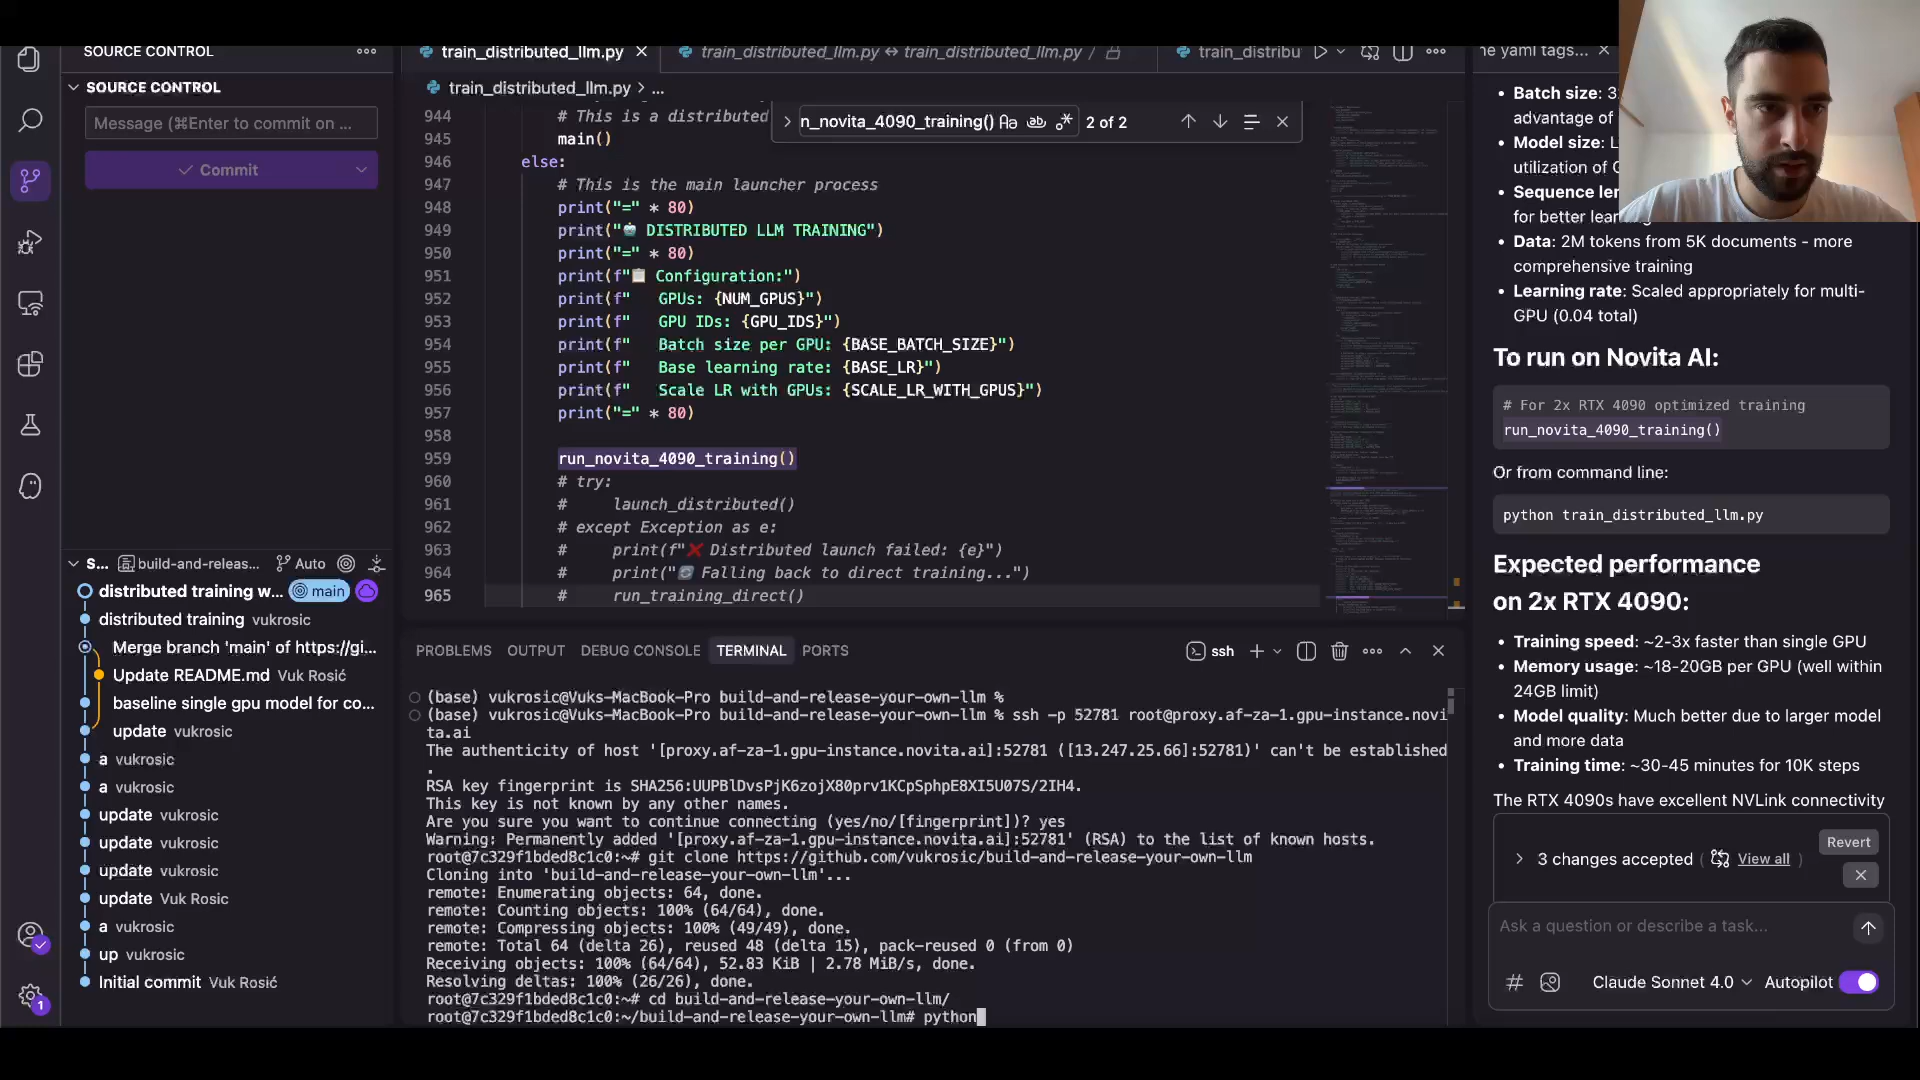 SOURCE CONTROL
SOURCE CONTROL
Message (⌘Enter to commit on ...
Commit
S... build-and-releas... Auto
distributed training w... main
distributed training vukrosic
Merge branch 'main' of https://gi...
Update README.md Vuk Rosić
baseline single gpu model for co...
update vukrosic
a vukrosic
a vukrosic
update vukrosic
update vukrosic
update vukrosic
update Vuk Rosic
a vukrosic
up vukrosic
Initial commit Vuk Rosić
1
train_distributed_llm.py
train_distributed_llm.py ↔ train_distributed_llm.py /
train_distribu
train_distributed_llm.py > ...
n_novita_4090_training() Aa ab 2 of 2
944 # This is a distributed
945 main()
946 else:
947 # This is the main launcher process
948 print("=" * 80)
949 print("🤖 DISTRIBUTED LLM TRAINING")
950 print("=" * 80)
951 print(f"📋 Configuration:")
952 print(f"   GPUs: {NUM_GPUS}")
953 print(f"   GPU IDs: {GPU_IDS}")
954 print(f"   Batch size per GPU: {BASE_BATCH_SIZE}")
955 print(f"   Base learning rate: {BASE_LR}")
956 print(f"   Scale LR with GPUs: {SCALE_LR_WITH_GPUS}")
957 print("=" * 80)
958
959 run_novita_4090_training()
960 # try:
961 #     launch_distributed()
962 # except Exception as e:
963 #     print(f"❌ Distributed launch failed: {e}")
964 #     print("🔄 Falling back to direct training...")
965 #     run_training_direct()
PROBLEMS OUTPUT DEBUG CONSOLE TERMINAL PORTS
ssh
(base) vukrosic@Vuks-MacBook-Pro build-and-release-your-own-llm %
(base) vukrosic@Vuks-MacBook-Pro build-and-release-your-own-llm % ssh -p 52781 root@proxy.af-za-1.gpu-instance.novi
ta.ai
The authenticity of host '[proxy.af-za-1.gpu-instance.novita.ai]:52781 ([13.247.25.66]:52781)' can't be established
.
RSA key fingerprint is SHA256:UUPBlDvsPjK6zojX80prv1KCpSphpE8XI5U07S/2IH4.
This key is not known by any other names.
Are you sure you want to continue connecting (yes/no/[fingerprint])? yes
Warning: Permanently added '[proxy.af-za-1.gpu-instance.novita.ai]:52781' (RSA) to the list of known hosts.
root@7c329f1bded8c1c0:~# git clone https://github.com/vukrosic/build-and-release-your-own-llm
Cloning into 'build-and-release-your-own-llm'...
remote: Enumerating objects: 64, done.
remote: Counting objects: 100% (64/64), done.
remote: Compressing objects: 100% (49/49), done.
remote: Total 64 (delta 26), reused 48 (delta 15), pack-reused 0 (from 0)
Receiving objects: 100% (64/64), 52.83 KiB | 2.78 MiB/s, done.
Resolving deltas: 100% (26/26), done.
root@7c329f1bded8c1c0:~# cd build-and-release-your-own-llm/
root@7c329f1bded8c1c0:~/build-and-release-your-own-llm# python
he yaml tags...
• Batch size: 3
advantage of
• Model size: L
utilization of G
• Sequence len
for better learning
• Data: 2M tokens from 5K documents - more
comprehensive training
• Learning rate: Scaled appropriately for multi-
GPU (0.04 total)
To run on Novita AI:
# For 2x RTX 4090 optimized training
run_novita_4090_training()
Or from command line:
python train_distributed_llm.py
Expected performance
on 2x RTX 4090:
• Training speed: ~2-3x faster than single GPU
• Memory usage: ~18-20GB per GPU (well within
24GB limit)
• Model quality: Much better due to larger model
and more data
• Training time: ~30-45 minutes for 10K steps
The RTX 4090s have excellent NVLink connectivity
3 changes accepted ( View all )
Revert
Ask a question or describe a task...
# Claude Sonnet 4.0 Autopilot